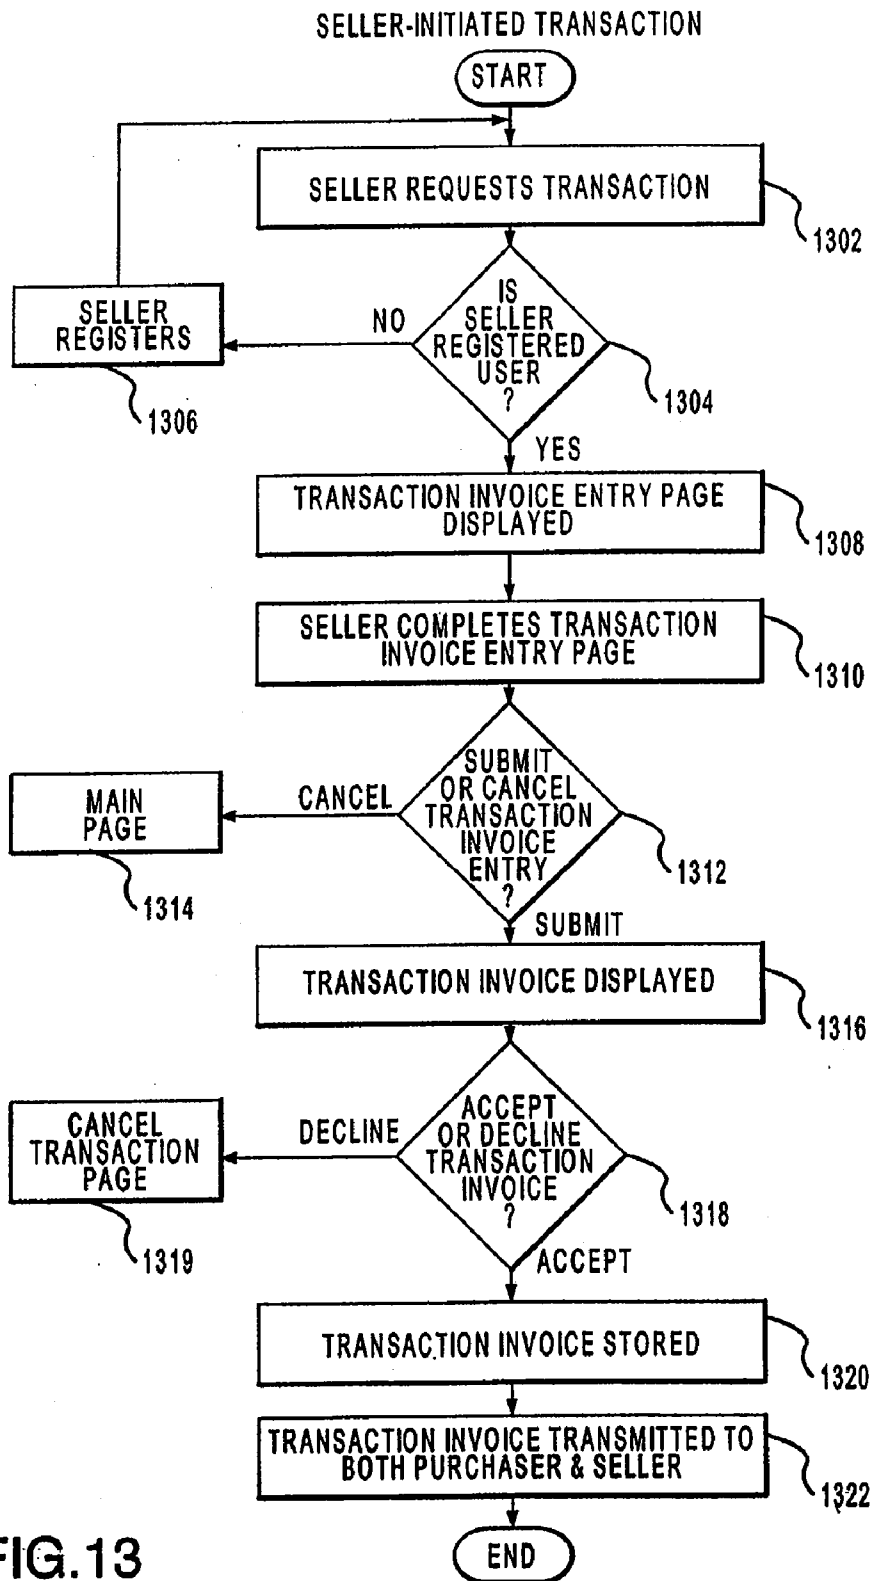 SELLER-INITIATED TRANSACTION
START
SELLER REQUESTS TRANSACTION
1302
IS
SELLER
REGISTERED
USER
?
1304
NO
SELLER
REGISTERS
1306
YES
TRANSACTION INVOICE ENTRY PAGE
DISPLAYED
1308
SELLER COMPLETES TRANSACTION
INVOICE ENTRY PAGE
1310
SUBMIT
OR CANCEL
TRANSACTION
INVOICE
ENTRY
?
1312
CANCEL
MAIN
PAGE
1314
SUBMIT
TRANSACTION INVOICE DISPLAYED
1316
ACCEPT
OR DECLINE
TRANSACTION
INVOICE
?
1318
DECLINE
CANCEL
TRANSACTION
PAGE
1319
ACCEPT
TRANSACTION INVOICE STORED
1320
TRANSACTION INVOICE TRANSMITTED TO
BOTH PURCHASER & SELLER
1322
END
FIG.13